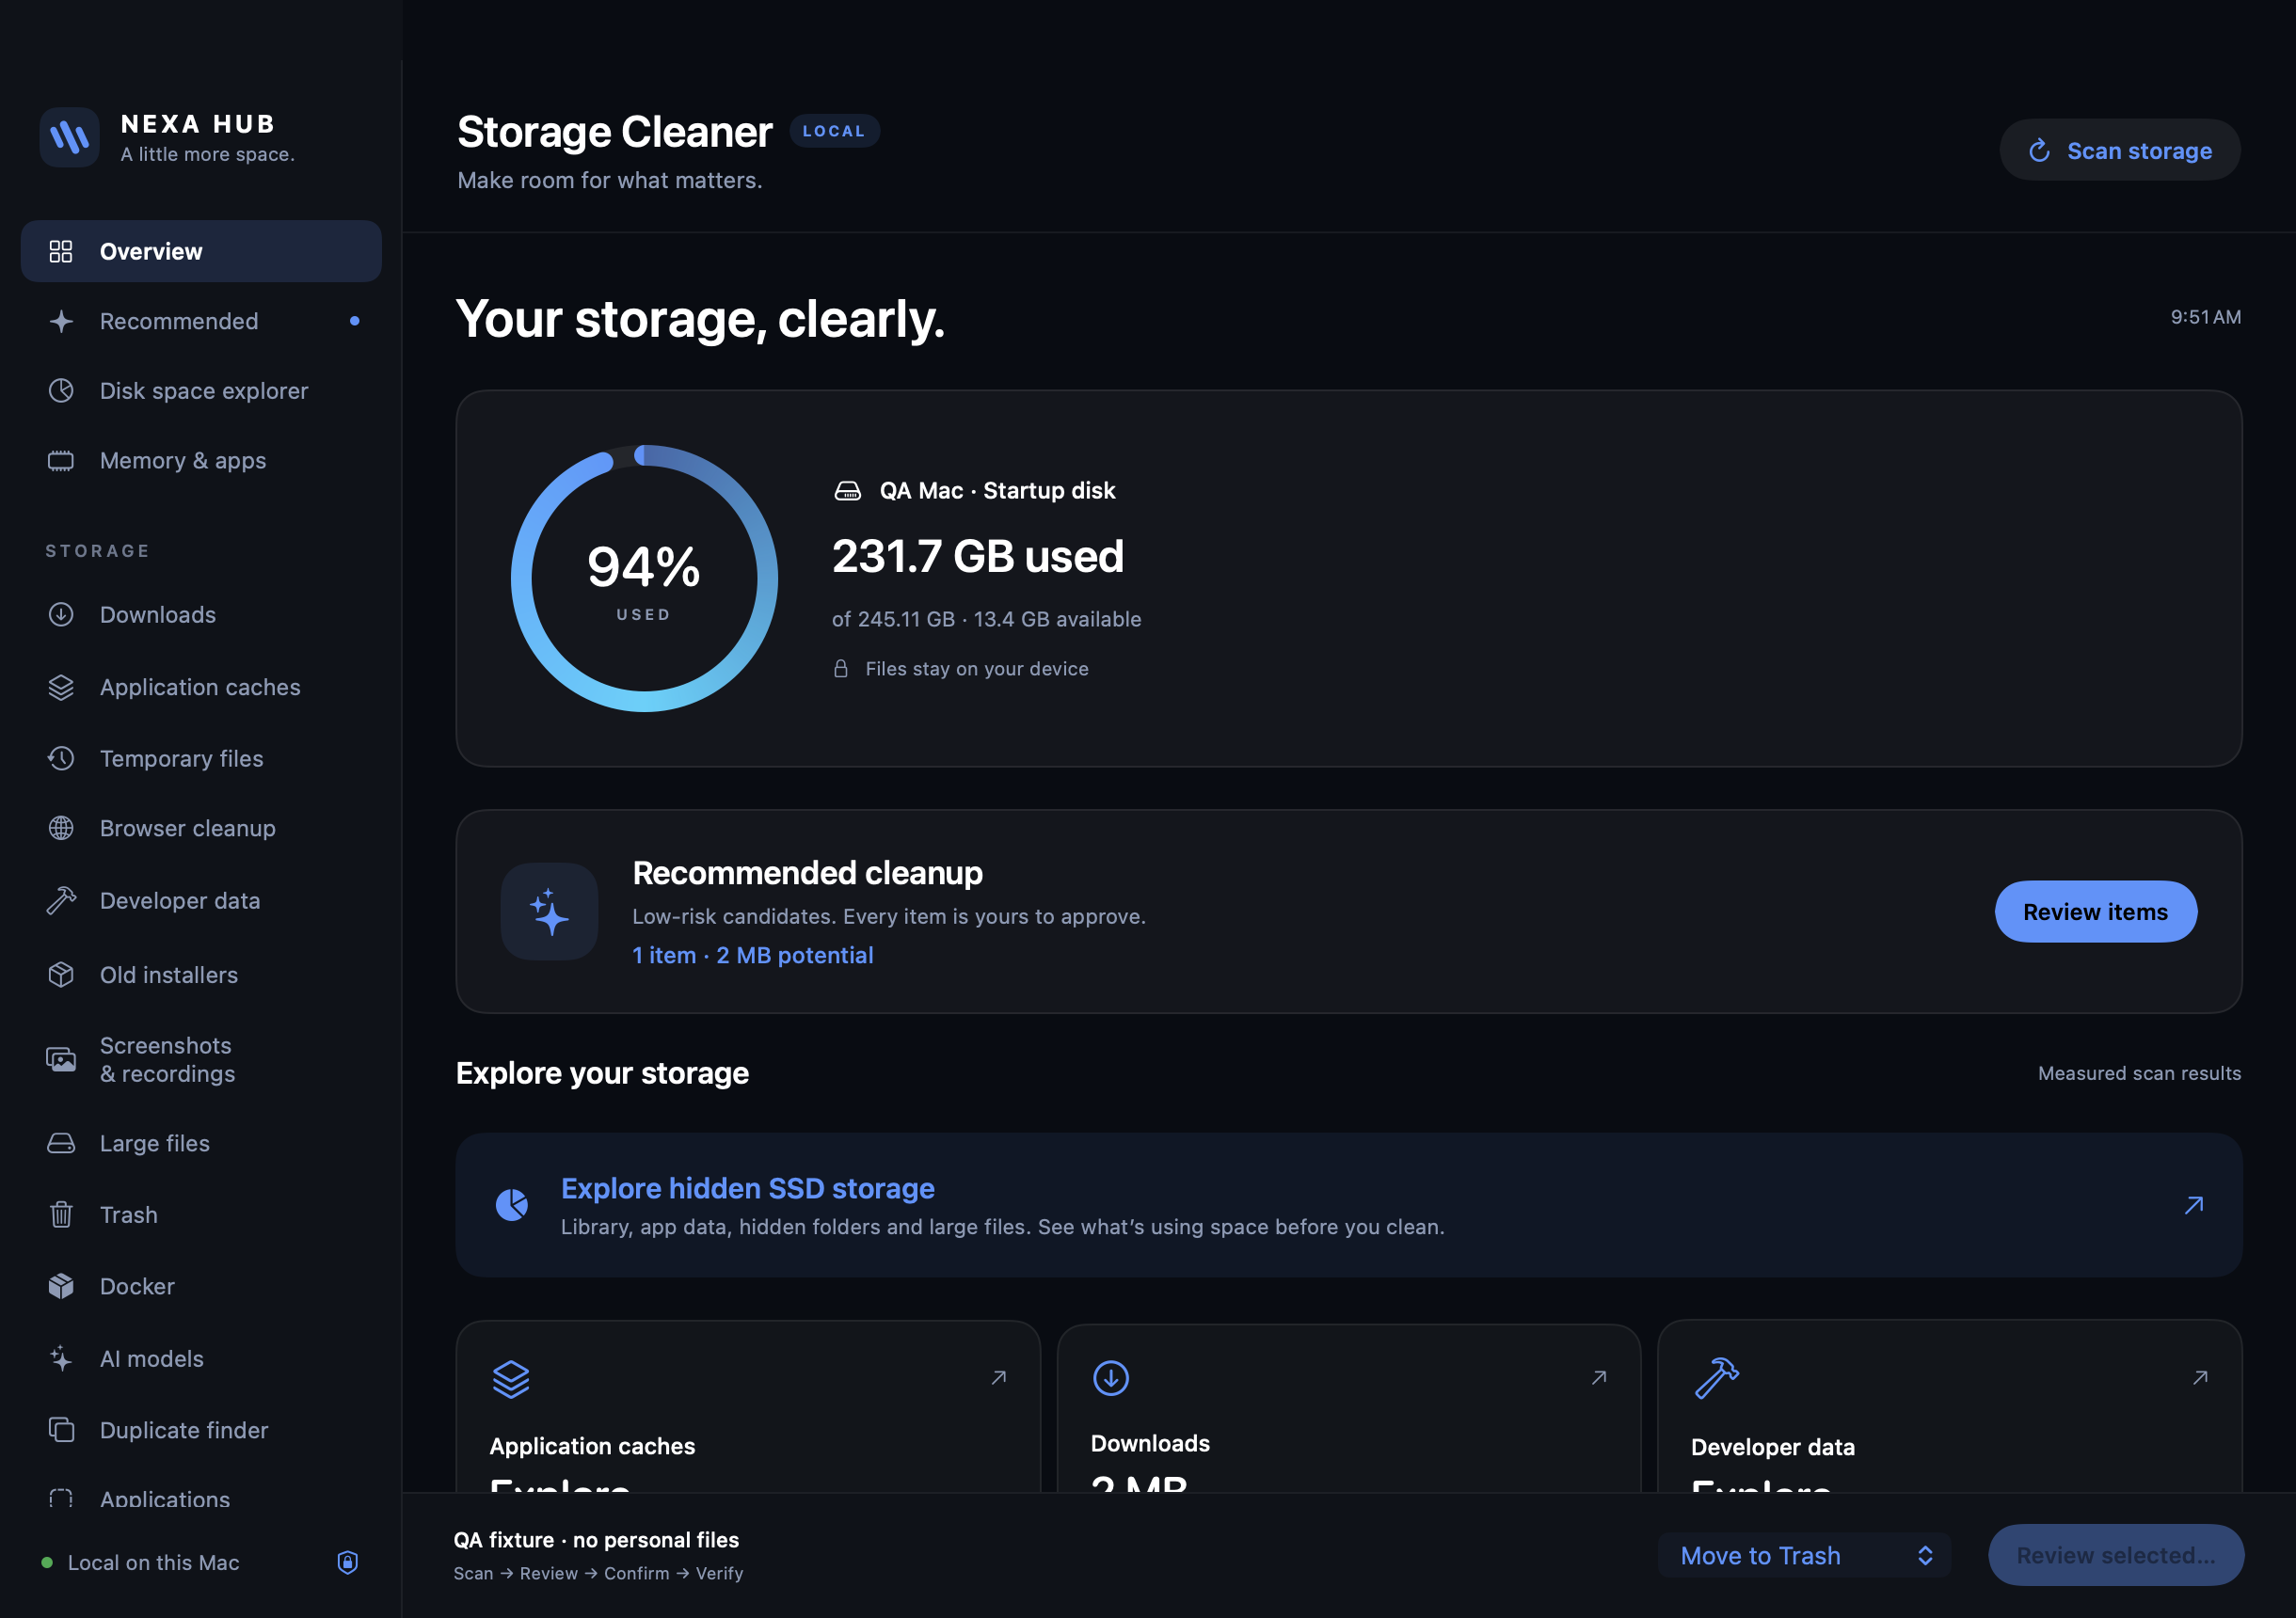 NEXA HUB
A little more space.
Overview
Recommended
Disk space explorer
Memory & apps
STORAGE
Downloads
Application caches
Temporary files
Browser cleanup
Developer data
Old installers
Screenshots
& recordings
Large files
Trash
Docker
AI models
Duplicate finder
Applications
Local on this Mac
Storage Cleaner
LOCAL
Make room for what matters.
Scan storage
Your storage, clearly.
9:51 AM
94%
USED
QA Mac · Startup disk
231.7 GB used
of 245.11 GB · 13.4 GB available
Files stay on your device
Recommended cleanup
Low-risk candidates. Every item is yours to approve.
1 item · 2 MB potential
Review items
Explore your storage
Measured scan results
Explore hidden SSD storage
Library, app data, hidden folders and large files. See what’s using space before you clean.
Application caches
Explore
Downloads
2 MB
Developer data
Explore
QA fixture · no personal files
Scan → Review → Confirm → Verify
Move to Trash
Review selected...